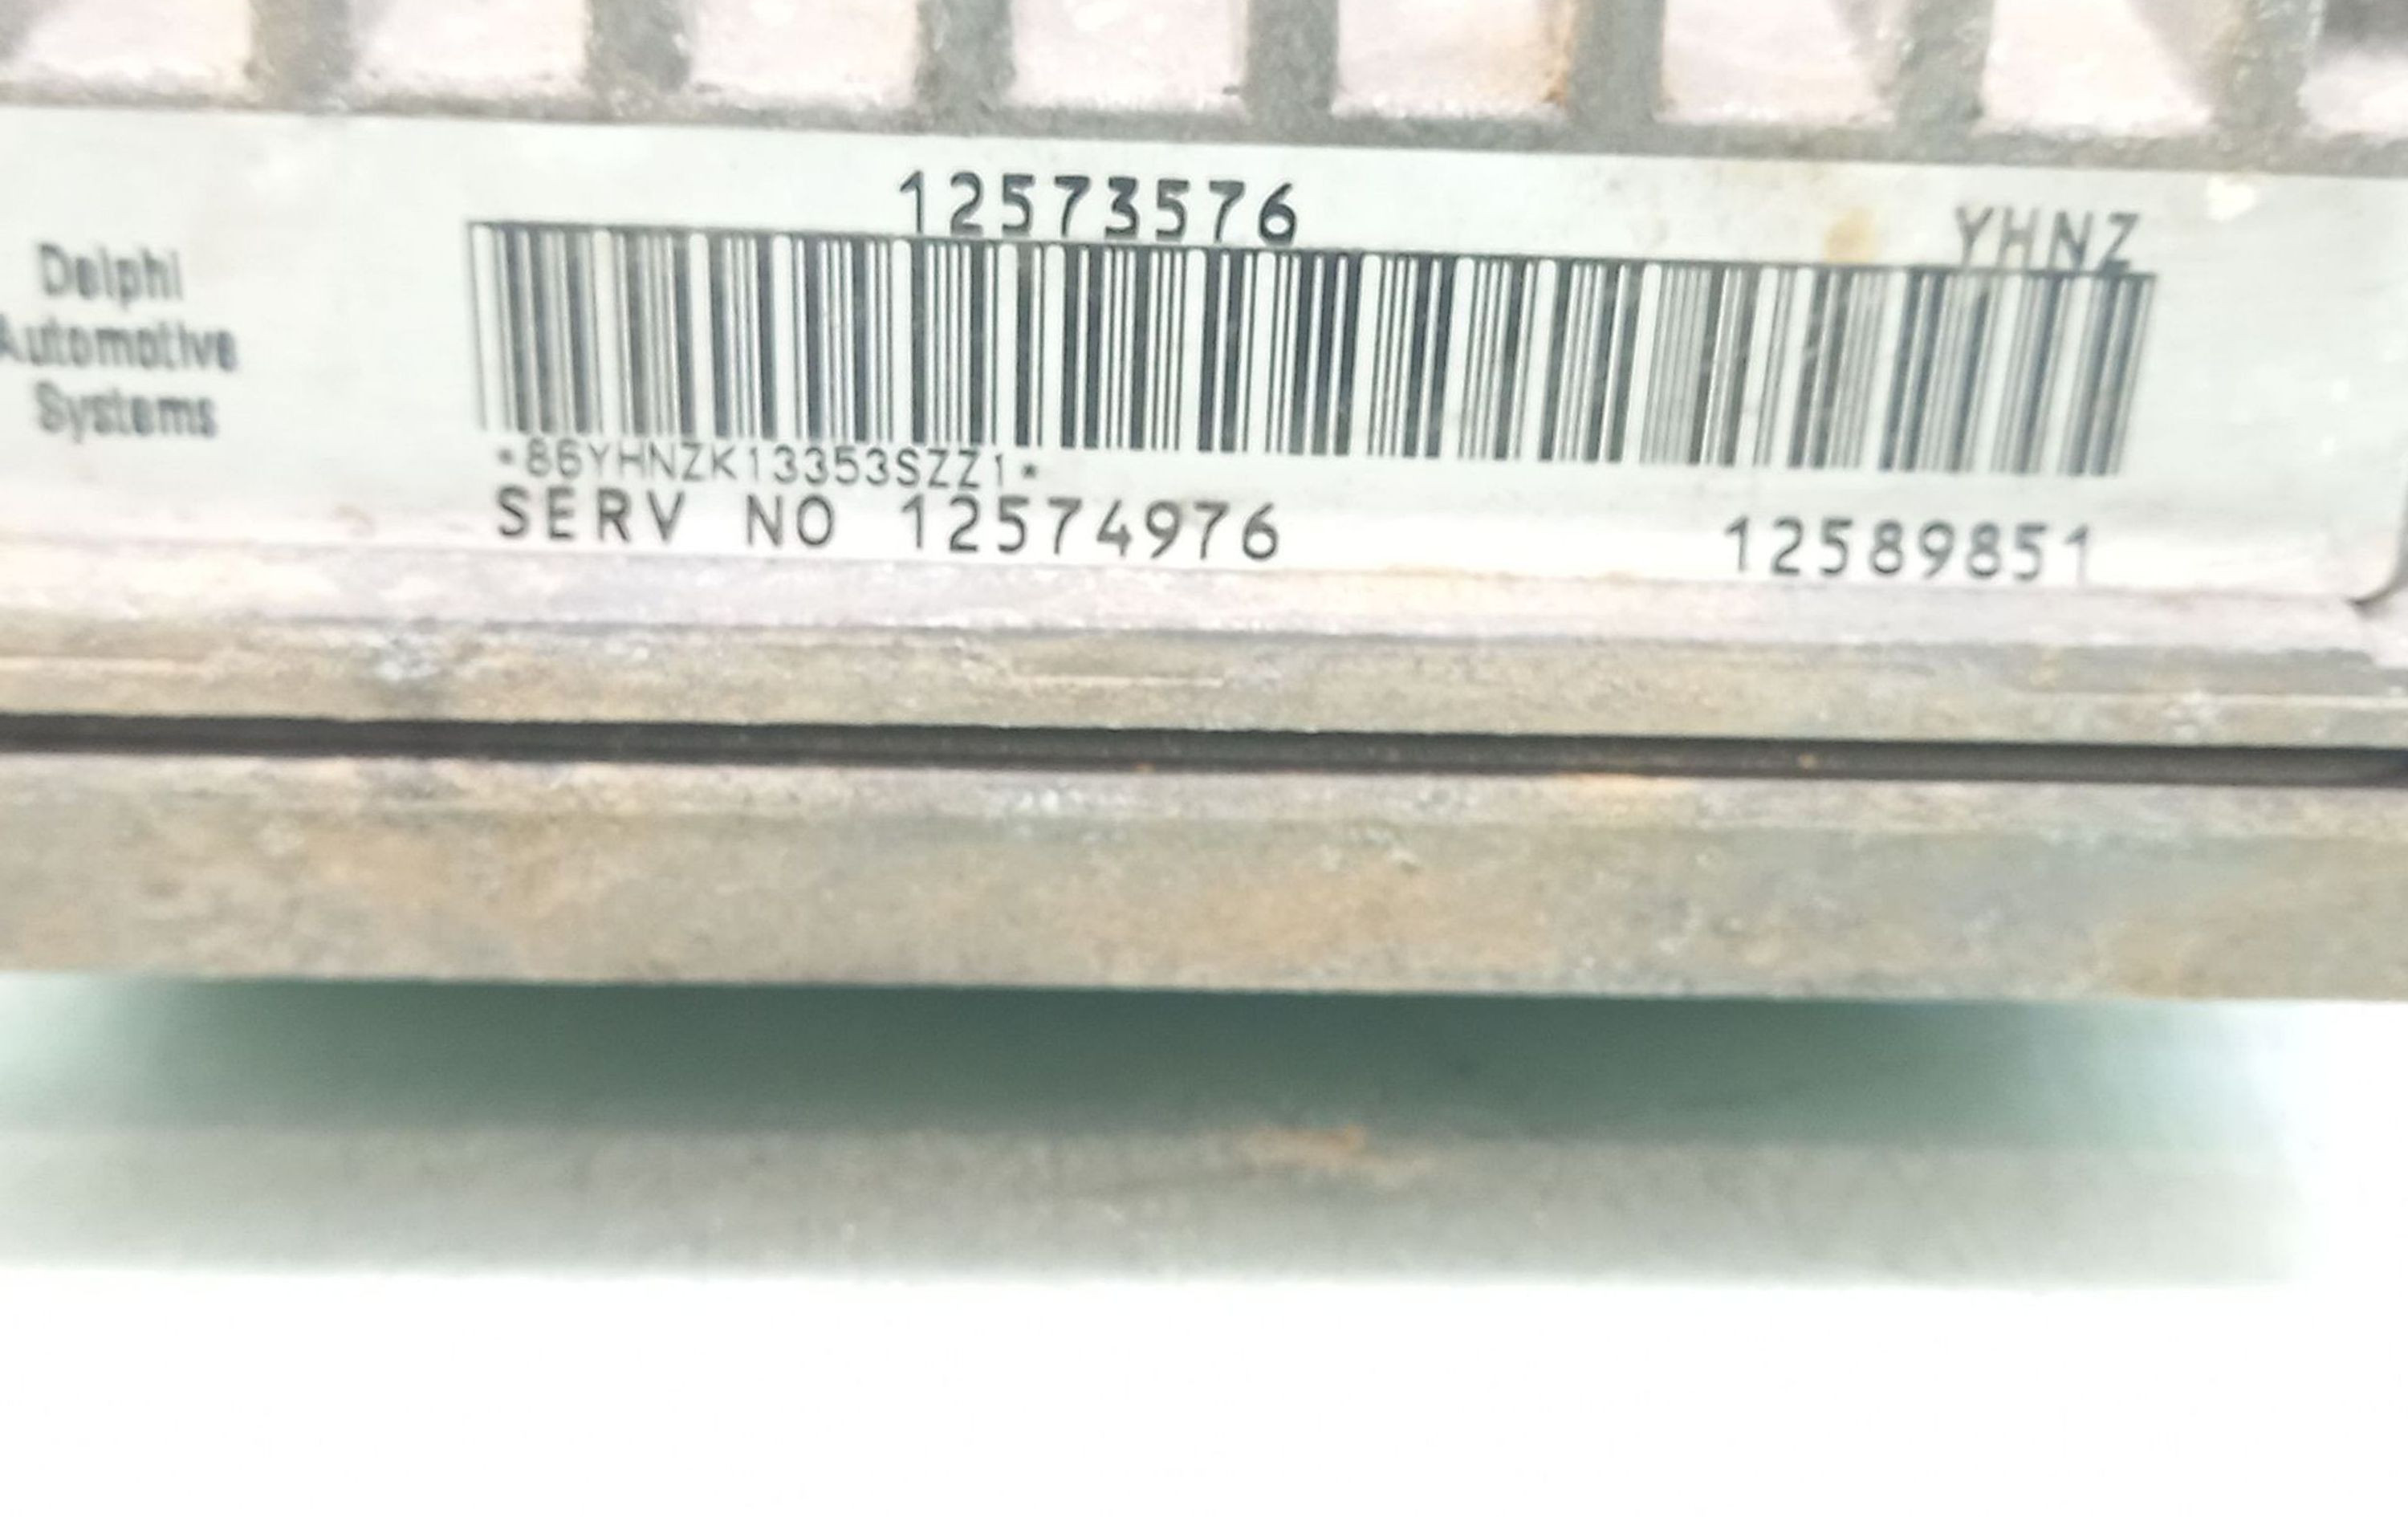 12573576
YHNZ
Delphi
Automotive
Systems
*86YHNZK13353SZZ1*
SERV NO 12574976
12589851